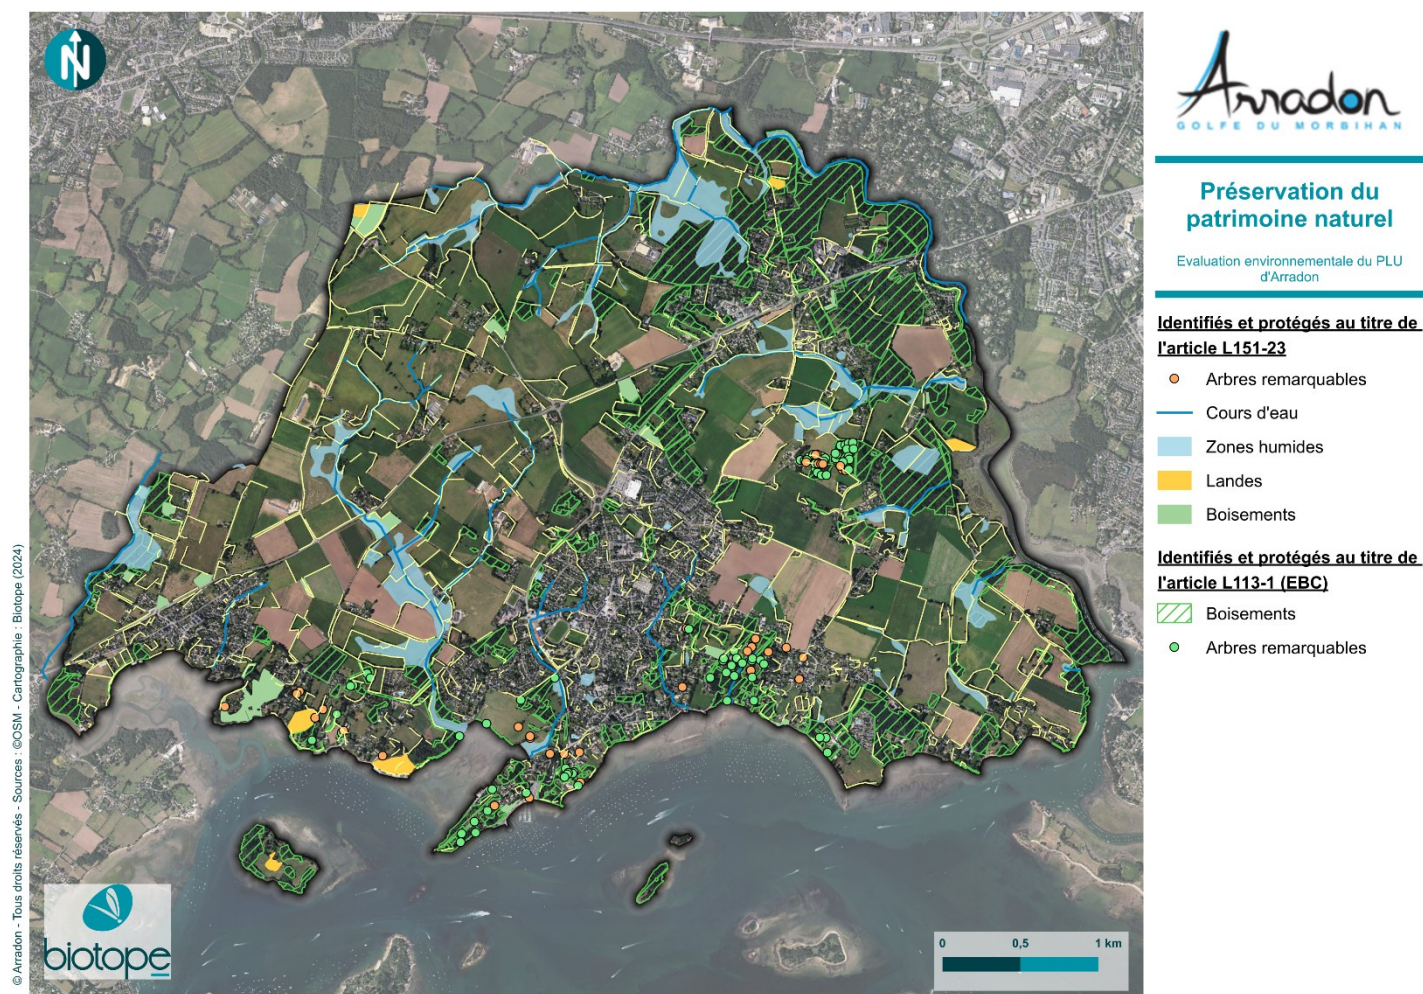 N
Arradon
GOLFE DU MORBIHAN
Préservation du
patrimoine naturel
Evaluation environnementale du PLU
d'Arradon
Identifiés et protégés au titre de
l'article L151-23
Arbres remarquables
Cours d'eau
Zones humides
Landes
Boisements
Identifiés et protégés au titre de
l'article L113-1 (EBC)
Boisements
Arbres remarquables
© Arradon - Tous droits réservés - Sources : ©OSM - Cartographie : Biotope (2024)
biotope
0 0,5 1 km